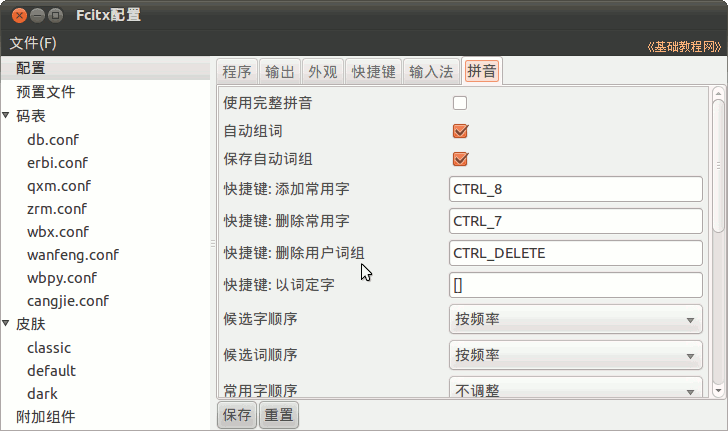 Fcitx配置
文件(F)
《基础教程网》
配置
预置文件
码表
db.conf
erbi.conf
qxm.conf
zrm.conf
wbx.conf
wanfeng.conf
wbpy.conf
cangjie.conf
皮肤
classic
default
dark
附加组件
程序 输出 外观 快捷键 输入法 拼音
使用完整拼音
自动组词
保存自动词组
快捷键: 添加常用字 CTRL_8
快捷键: 删除常用字 CTRL_7
快捷键: 删除用户词组 CTRL_DELETE
快捷键: 以词定字 []
候选字顺序 按频率
候选词顺序 按频率
常用字顺序 不调整
保存 重置